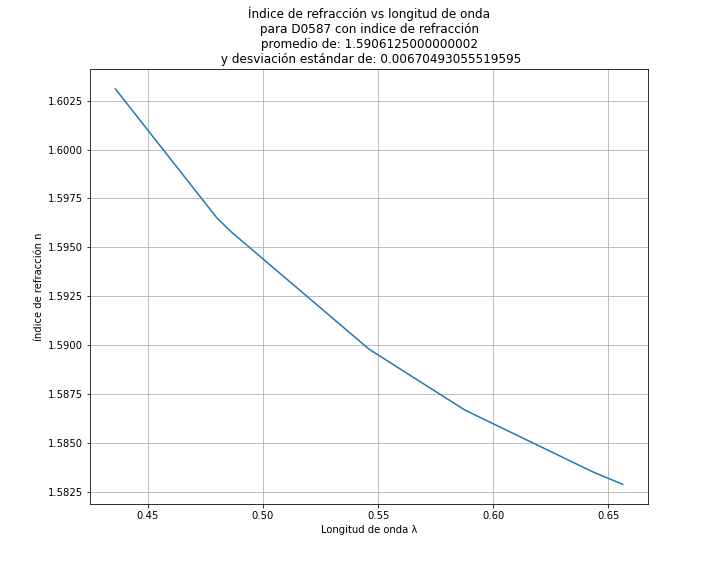 Índice de refracción vs longitud de onda
para D0587 con indice de refracción
promedio de: 1.5906125000000002
y desviación estándar de: 0.00670493055519595
1.6025
1.6000
1.5975
1.5950
1.5925
1.5900
1.5875
1.5850
1.5825
índice de refracción n
0.45
0.50
0.55
0.60
0.65
Longitud de onda λ